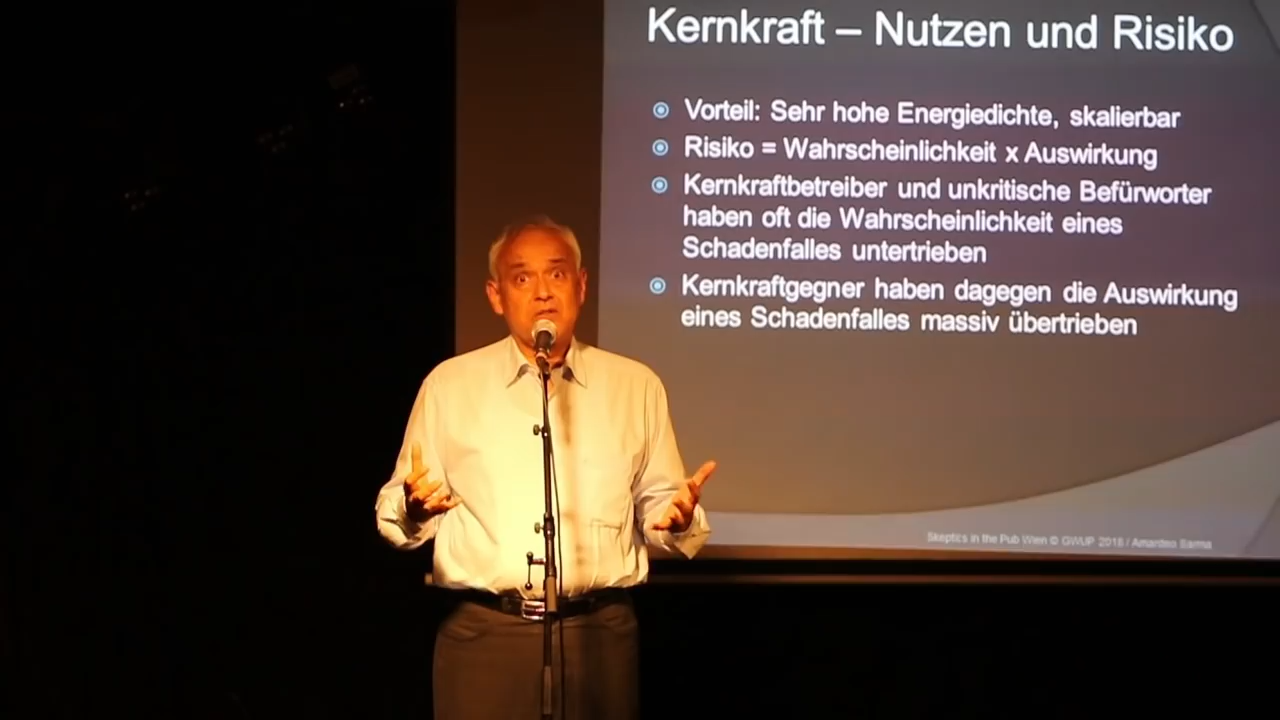 Kernkraft – Nutzen und Risiko
Vorteil: Sehr hohe Energiedichte, skalierbar
Risiko = Wahrscheinlichkeit x Auswirkung
Kernkraftbetreiber und unkritische Befürworter
haben oft die Wahrscheinlichkeit eines
Schadenfalles untertrieben
Kernkraftgegner haben dagegen die Auswirkung
eines Schadenfalles massiv übertrieben
Skeptics in the Pub Wien © GWUP 2018 / Amardeo Sarma